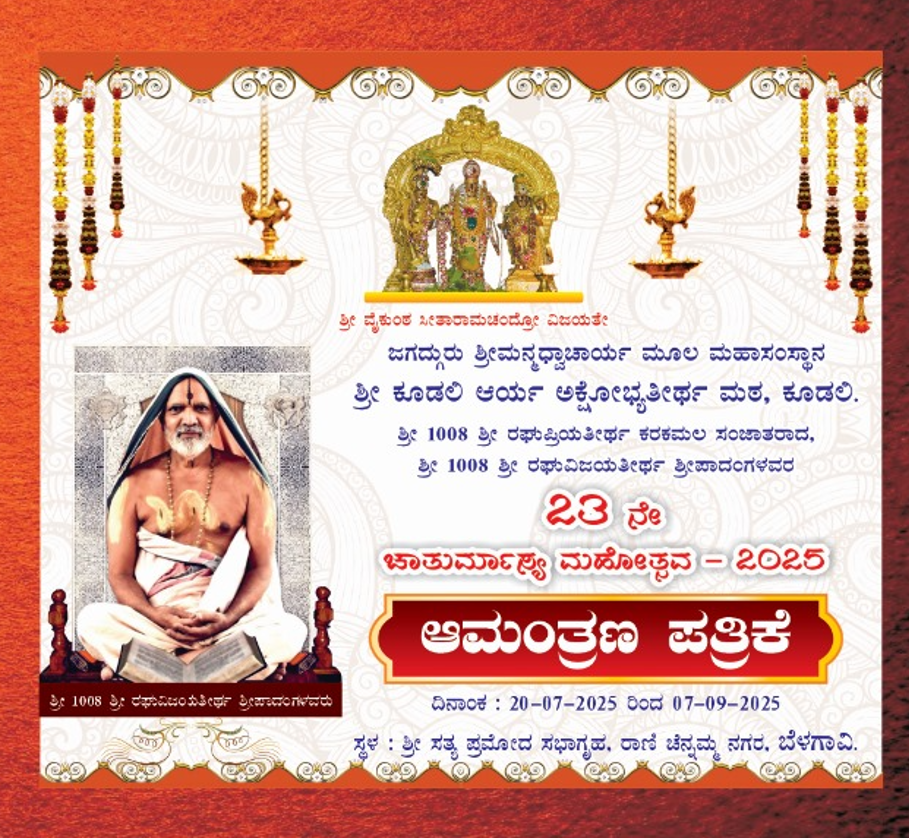 ಶ್ರೀ ವೈಕುಂಠ ಸೀತಾರಾಮಚಂದ್ರೋ ವಿಜಯತೇ
ಜಗದ್ಗುರು ಶ್ರೀಮನ್ಮಧ್ವಾಚಾರ್ಯ ಮೂಲ ಮಹಾಸಂಸ್ಥಾನ
ಶ್ರೀ ಕೂಡಲಿ ಆರ್ಯ ಅಕ್ಷೋಭ್ಯತೀರ್ಥ ಮಠ, ಕೂಡಲಿ.
ಶ್ರೀ 1008 ಶ್ರೀ ರಘುಪ್ರಿಯತೀರ್ಥ ಕರಕಮಲ ಸಂಜಾತರಾದ,
ಶ್ರೀ 1008 ಶ್ರೀ ರಘುವಿಜಯತೀರ್ಥ ಶ್ರೀಪಾದಂಗಳವರ
೨೩ ನೇ
ಚಾತುರ್ಮಾಸ್ಯ ಮಹೋತ್ಸವ – ೨೦೨೫
ಆಮಂತ್ರಣ ಪತ್ರಿಕೆ
ಶ್ರೀ 1008 ಶ್ರೀ ರಘುವಿಜಯತೀರ್ಥ ಶ್ರೀಪಾದಂಗಳವರು
ದಿನಾಂಕ : 20-07-2025 ರಿಂದ 07-09-2025
ಸ್ಥಳ : ಶ್ರೀ ಸತ್ಯ ಪ್ರಮೋದ ಸಭಾಗೃಹ, ರಾಣಿ ಚೆನ್ನಮ್ಮ ನಗರ, ಬೆಳಗಾವಿ.